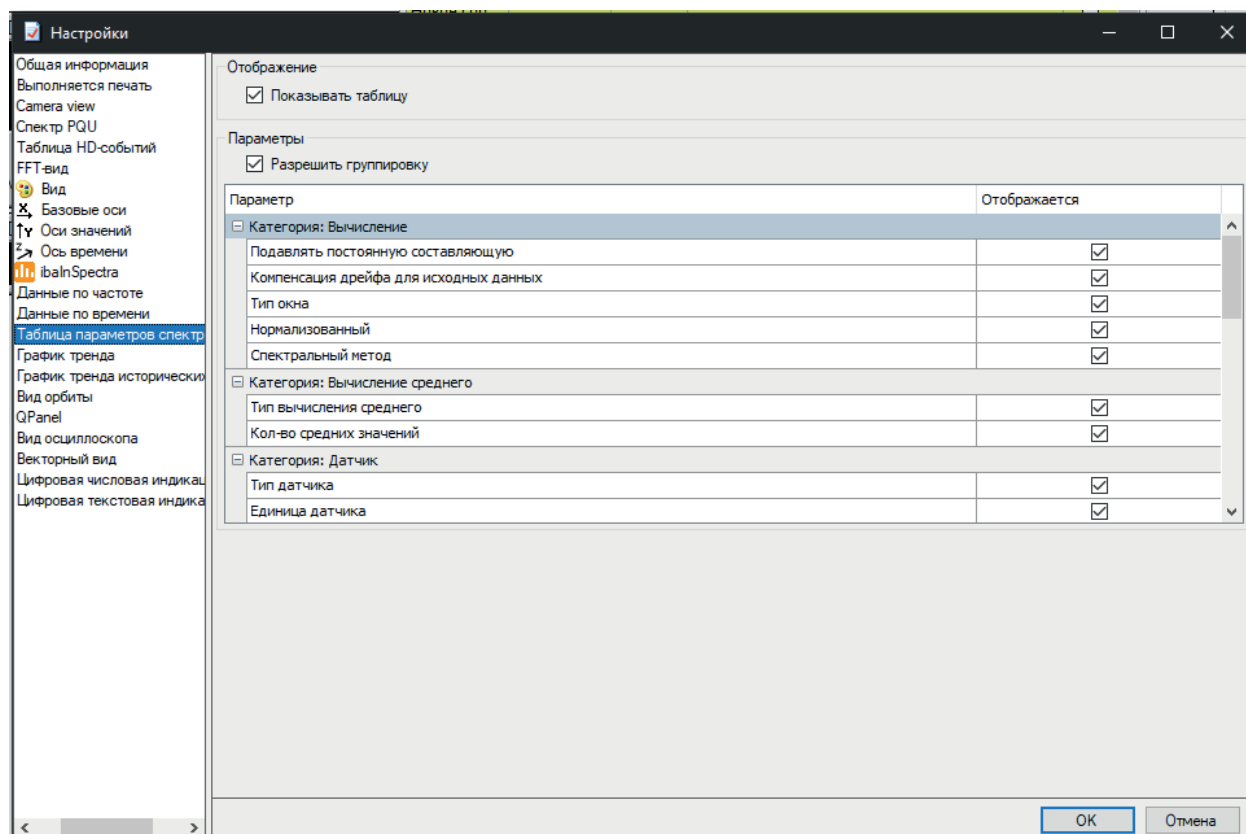 Настройки
Общая информация
Выполняется печать
Camera view
Спектр PQU
Таблица HD-событий
FFT-вид
Вид
Базовые оси
Оси значений
Ось времени
ibaInSpectra
Данные по частоте
Данные по времени
Таблица параметров спектр
График тренда
График тренда исторических
Вид орбиты
QPanel
Вид осциллоскопа
Векторный вид
Цифровая числовая индикац
Цифровая текстовая индика
Отображение
Показывать таблицу
Параметры
Разрешить группировку
Параметр Отображается
Категория: Вычисление
Подавлять постоянную составляющую
Компенсация дрейфа для исходных данных
Тип окна
Нормализованный
Спектральный метод
Категория: Вычисление среднего
Тип вычисления среднего
Кол-во средних значений
Категория: Датчик
Тип датчика
Единица датчика
OK Отмена